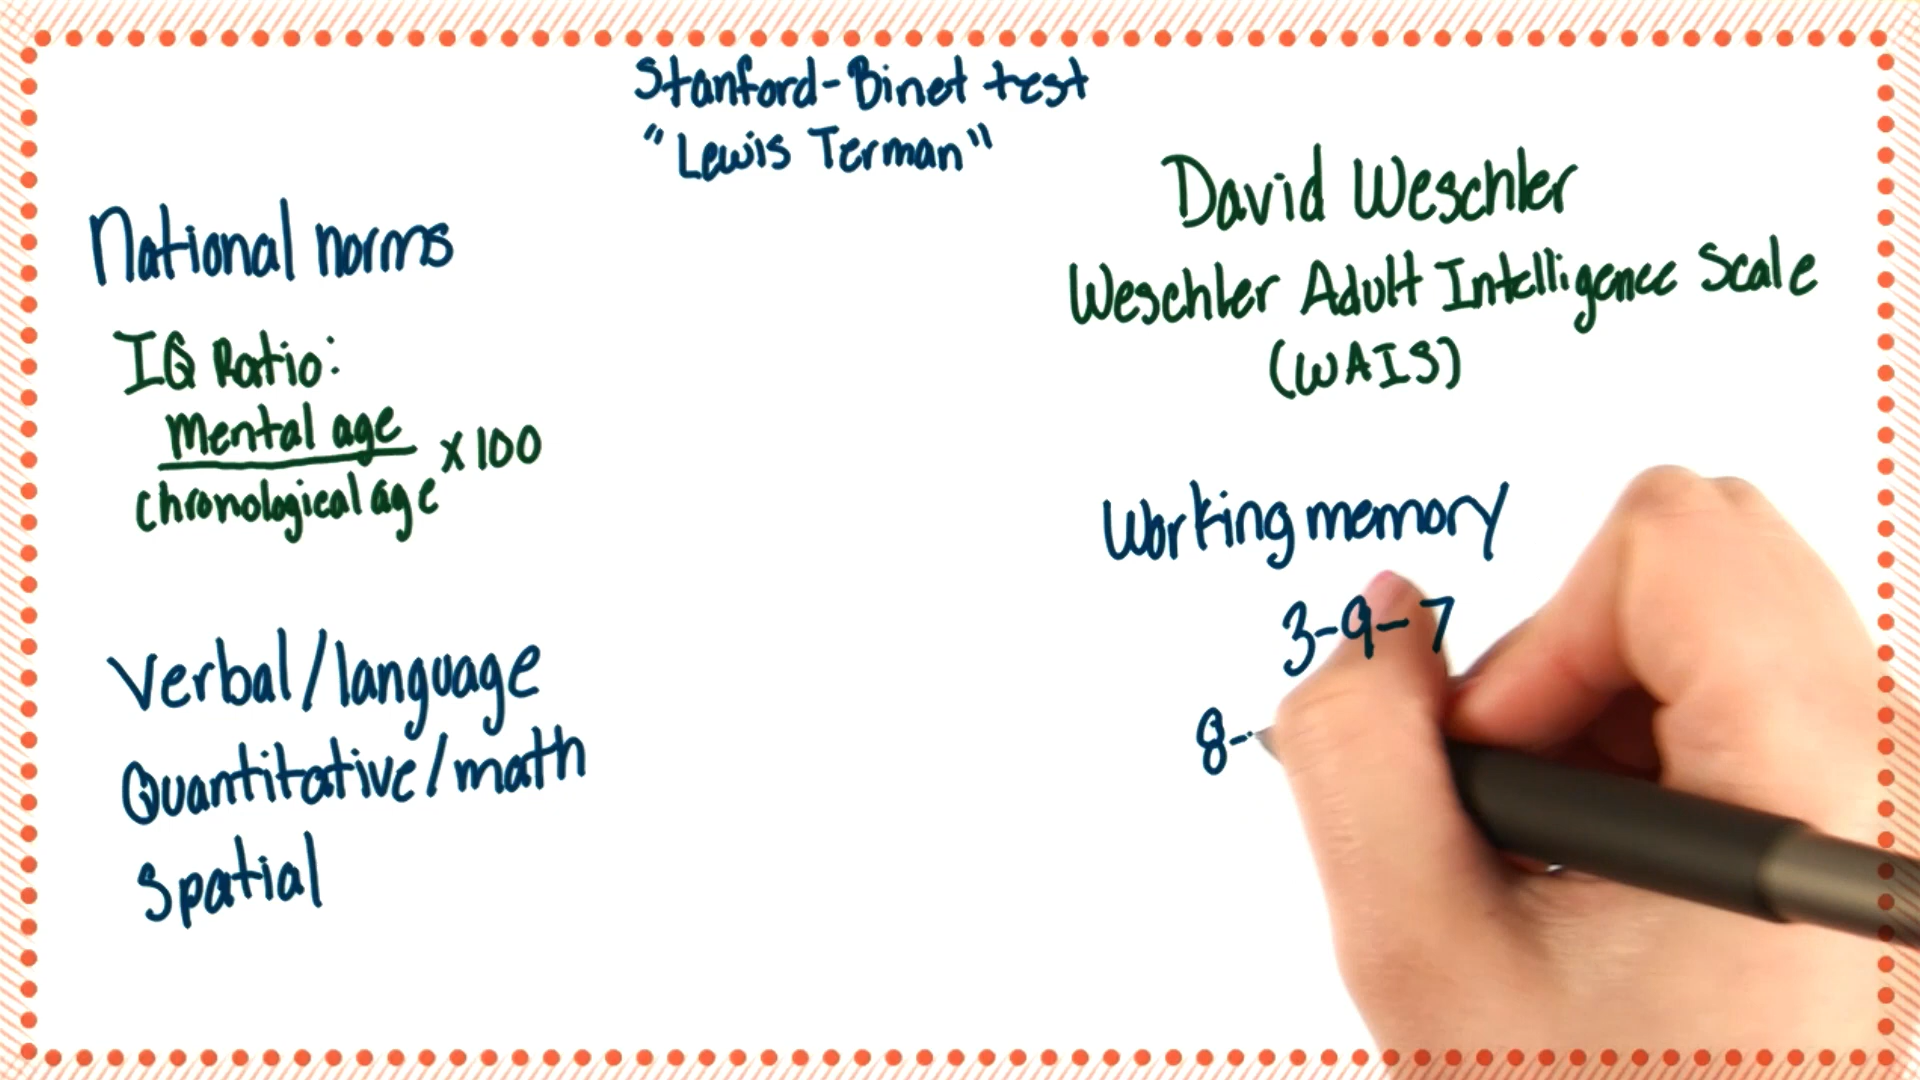 Stanford-Binet test
"Lewis Terman"
National norms
IQ Ratio:
Mental age
chronological age
x 100
Verbal/language
Quantitative/math
Spatial
David Weschler
Weschler Adult Intelligence Scale
(WAIS)
Working memory
3-9-7
8-